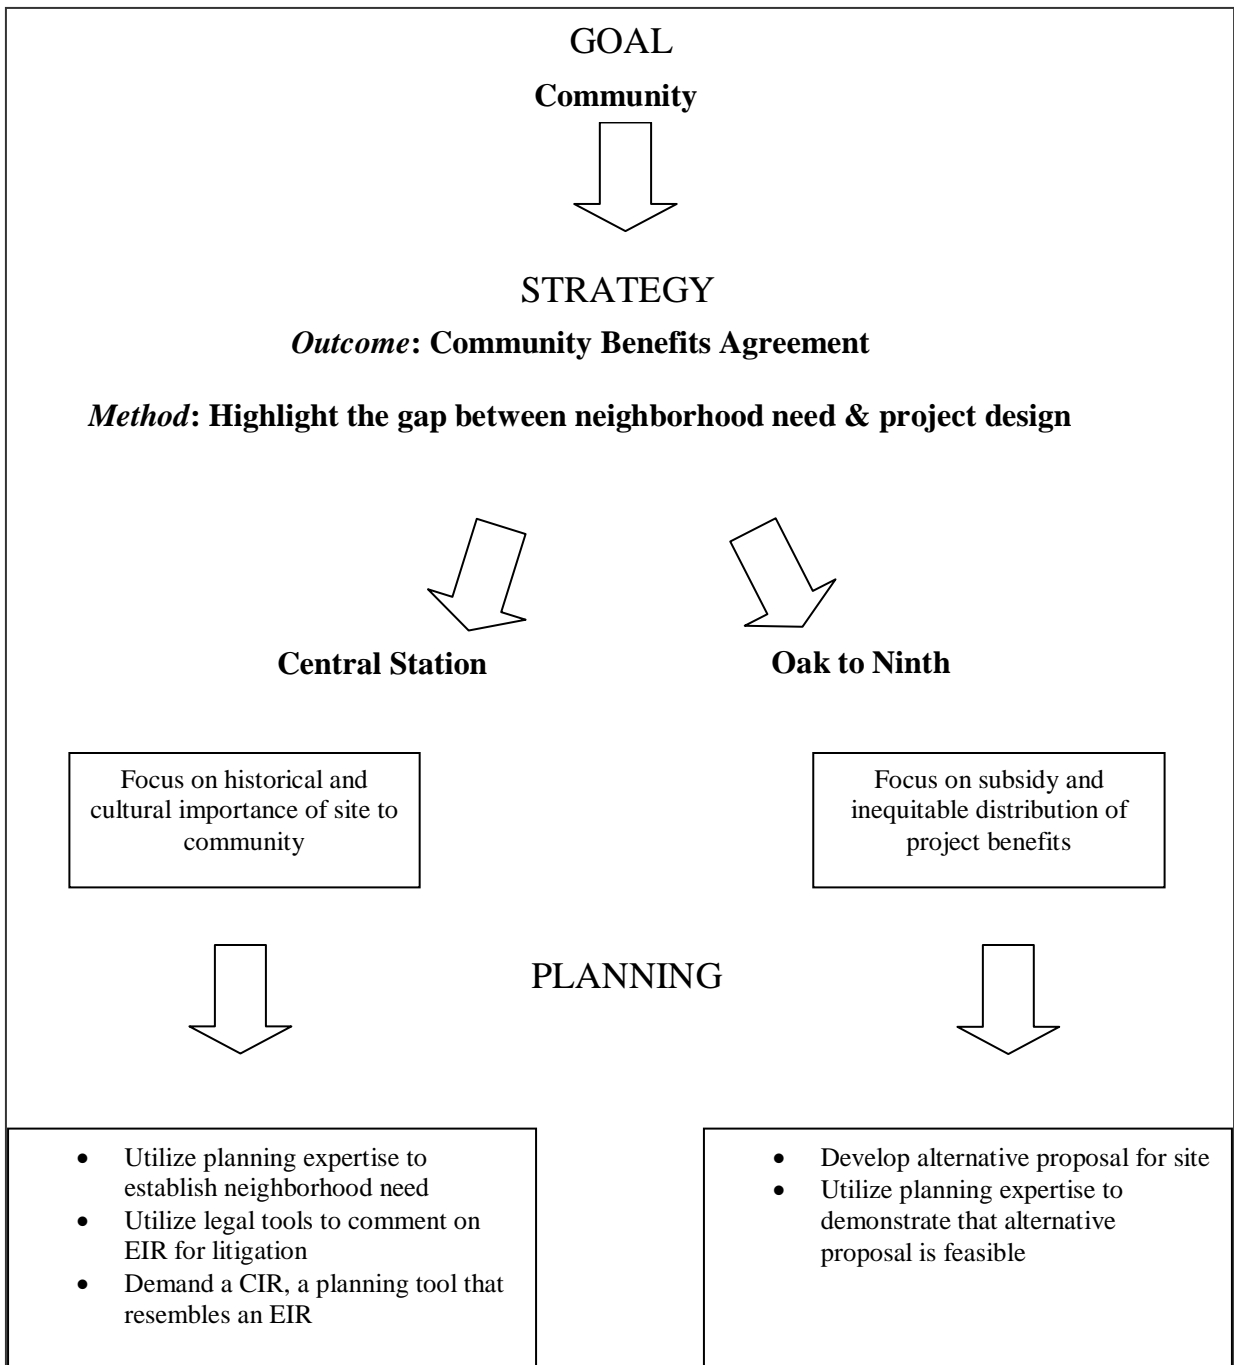 GOAL
Community
STRATEGY
Outcome: Community Benefits Agreement
Method: Highlight the gap between neighborhood need & project design
Central Station
Oak to Ninth
Focus on historical and
cultural importance of site to
community
Focus on subsidy and
inequitable distribution of
project benefits
PLANNING
• Utilize planning expertise to
establish neighborhood need
• Utilize legal tools to comment on
EIR for litigation
• Demand a CIR, a planning tool that
resembles an EIR
• Develop alternative proposal for site
• Utilize planning expertise to
demonstrate that alternative
proposal is feasible